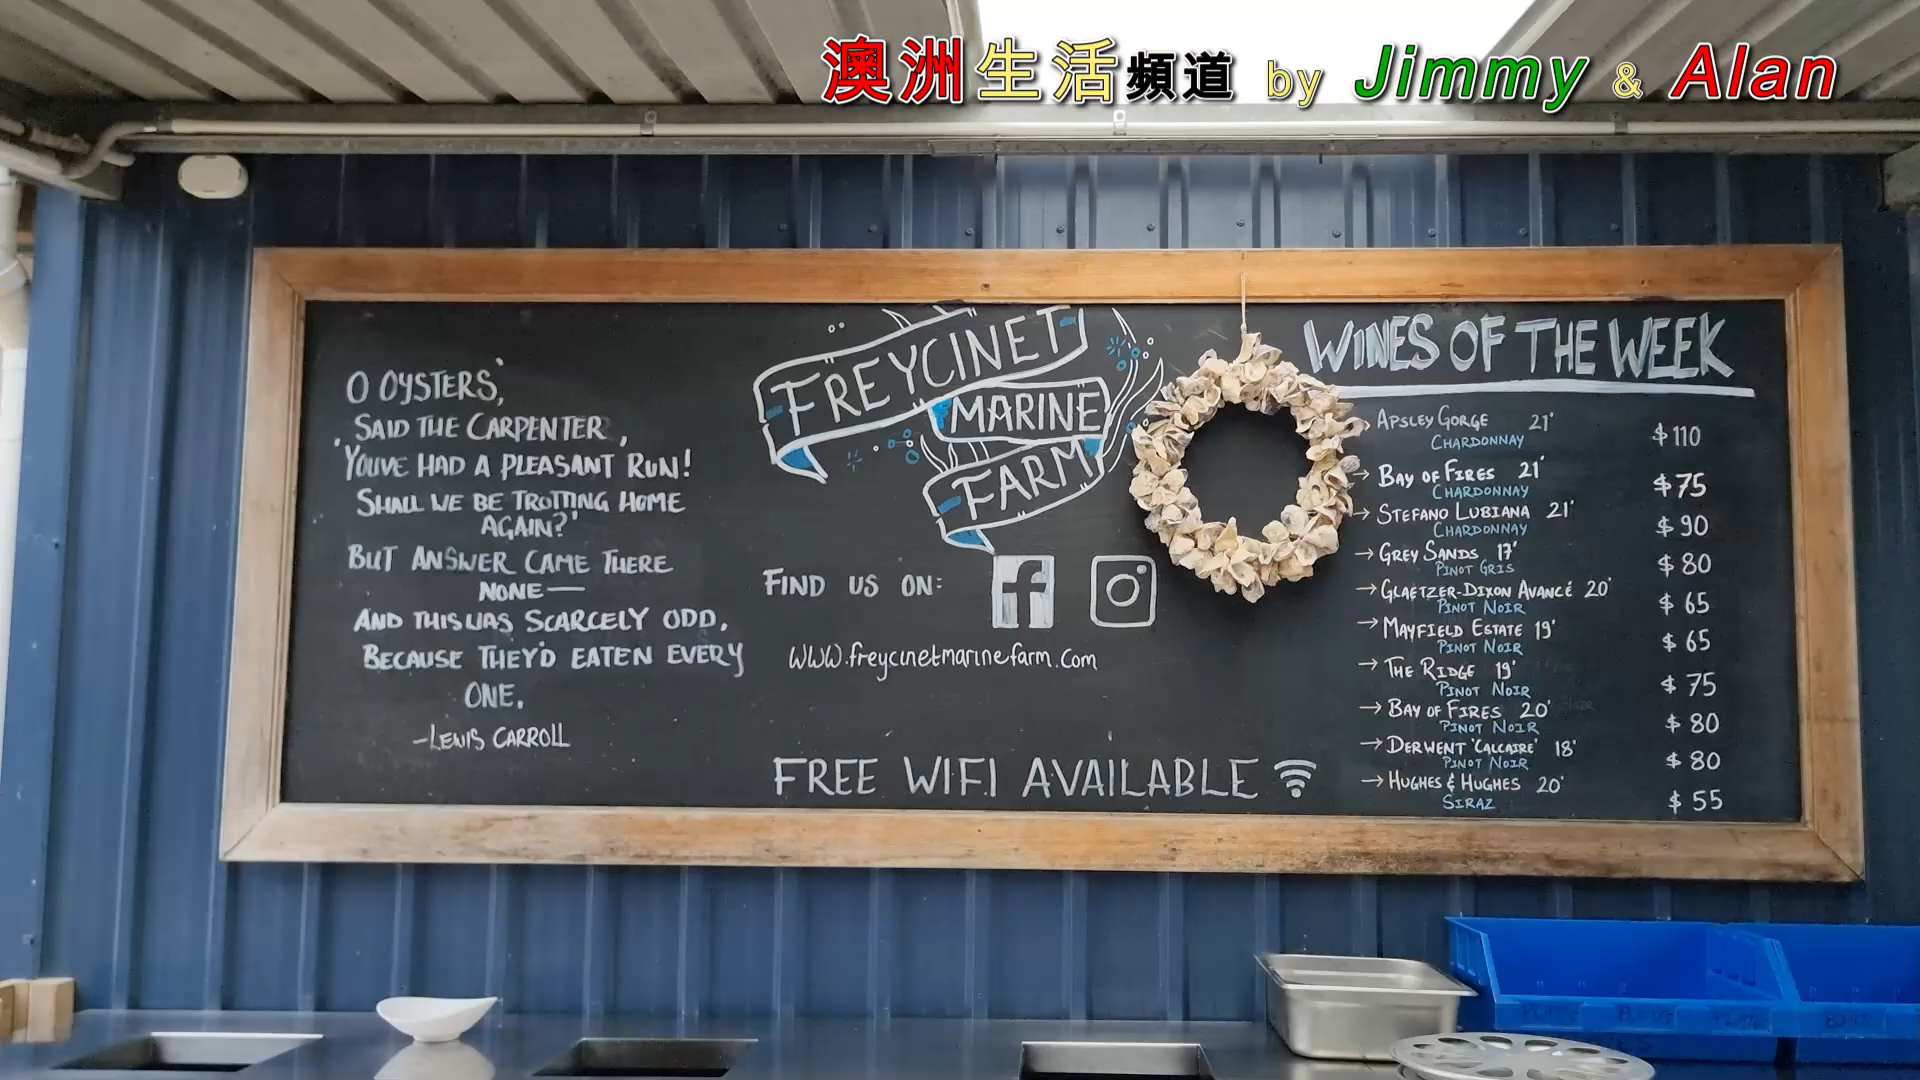 澳洲生活頻道 by Jimmy & Alan
O OYSTERS,'
, SAID THE CARPENTER ,
'YOUVE HAD A PLEASANT RUN!
SHALL WE BE TROTTING HOME
AGAIN?'
BUT ANSWER CAME THERE
NONE—
AND THIS WAS SCARCELY ODD,
BECAUSE THEY'D EATEN EVERY
ONE.
-LEWIS CARROLL
FREYCINET
MARINE
FARM
FIND US ON:
www.freycinetmarinefarm.com
FREE WIFI AVAILABLE
WINES OF THE WEEK
APSLEY GORGE 21' $110
CHARDONNAY
→ BAY OF FIRES 21' $75
CHARDONNAY
→ STEFANO LUBIANA 21' $90
CHARDONNAY
→ GREY SANDS 17' $80
PINOT GRIS
→ GLAETZER-DIXON AVANCÉ 20' $65
PINOT NOIR
→ MAYFIELD ESTATE 19' $65
PINOT NOIR
→ THE RIDGE 19' $75
PINOT NOIR
→ BAY OF FIRES 20' $80
PINOT NOIR
→ DERWENT 'CALCAIRE' 18' $80
PINOT NOIR
→ HUGHES & HUGHES 20' $55
SIRAZ